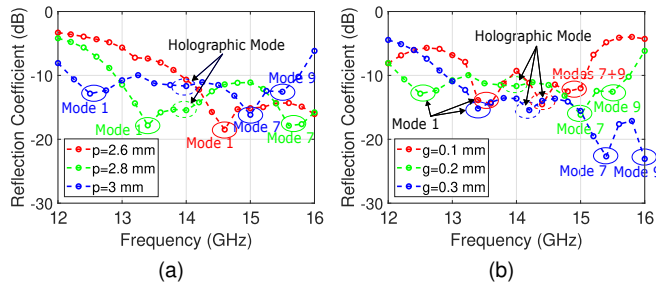 Reflection Coefficient (dB)
0
-10
-20
-30
12
13
14
15
16
Frequency (GHz)
Holographic Mode
Mode 1
Mode 1
Mode 1
Mode 7
Mode 9
Mode 7
p=2.6 mm
p=2.8 mm
p=3 mm
(a)
Reflection Coefficient (dB)
0
-10
-20
-30
12
13
14
15
16
Frequency (GHz)
Holographic Mode
Modes 7+9
Mode 1
Mode 9
Mode 7
Mode 7
Mode 9
g=0.1 mm
g=0.2 mm
g=0.3 mm
(b)